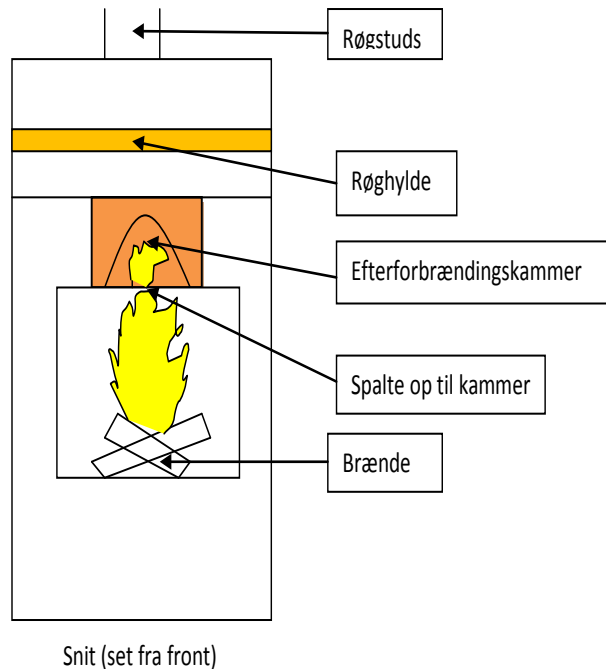 Røgstuds
Røghylde
Efterforbrændingskammer
Spalte op til kammer
Brænde
Snit (set fra front)